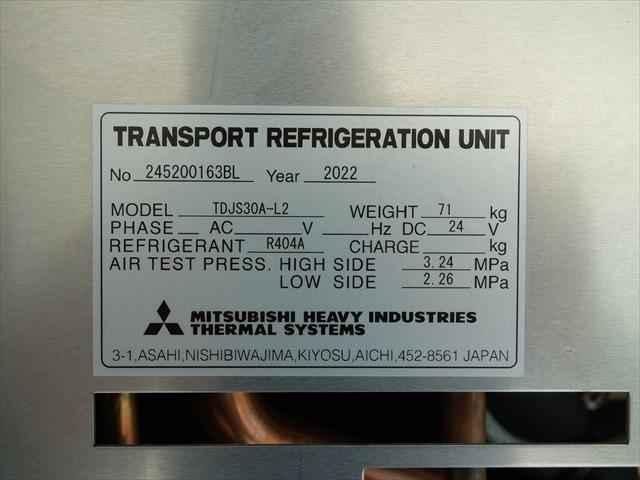 TRANSPORT REFRIGERATION UNIT
No 245200163BL Year 2022
MODEL TDJS30A-L2 WEIGHT 71 kg
PHASE AC V Hz DC 24 V
REFRIGERANT R404A CHARGE kg
AIR TEST PRESS. HIGH SIDE 3.24 MPa
LOW SIDE 2.26 MPa
MITSUBISHI HEAVY INDUSTRIES
THERMAL SYSTEMS
3-1,ASAHI,NISHIBIWAJIMA,KIYOSU,AICHI,452-8561 JAPAN